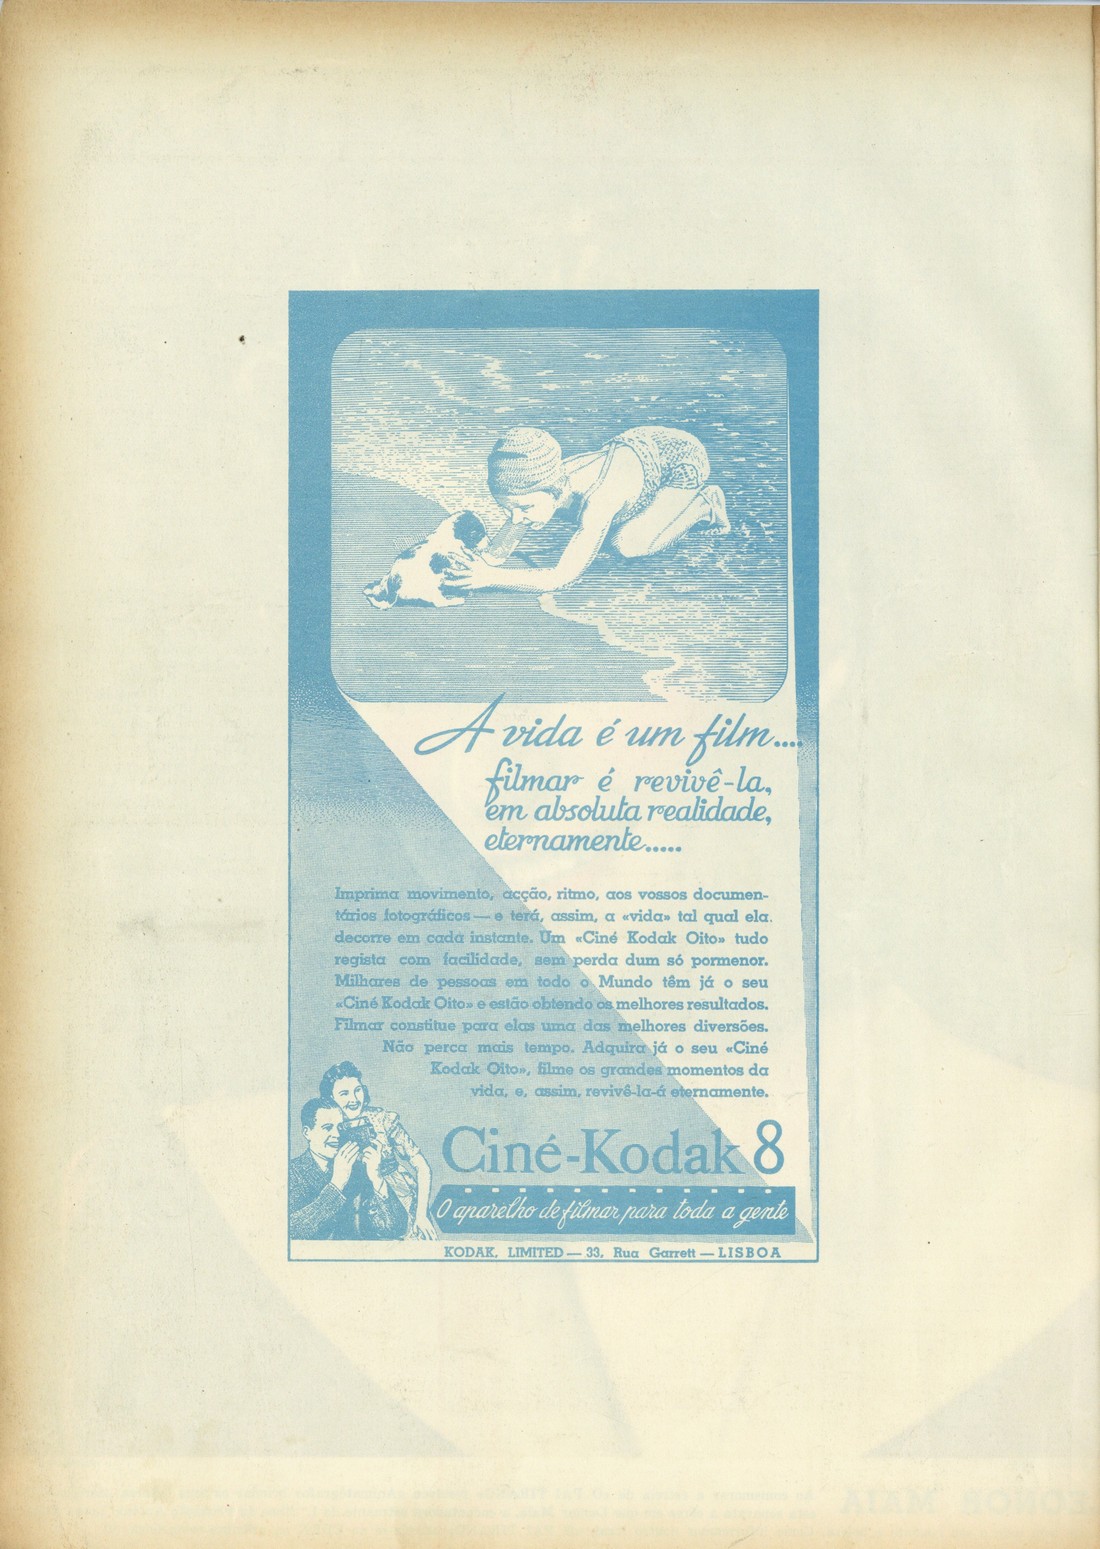 A vida é um film....
filmar é revivê-la,
em absoluta realidade,
eternamente.....
Imprima movimento, acção, ritmo, aos vossos documen-
tários fotográficos — e terá, assim, a «vida» tal qual ela
decorre em cada instante. Um «Ciné Kodak Oito» tudo
regista com facilidade, sem perda dum só pormenor.
Milhares de pessoas em todo o Mundo têm já o seu
«Ciné Kodak Oito» e estão obtendo os melhores resultados.
Filmar constitue para elas uma das melhores diversões.
Não perca mais tempo. Adquira já o seu «Ciné
Kodak Oito», filme os grandes momentos da
vida, e, assim, revivê-la-á eternamente.
Ciné-Kodak 8
O aparelho de filmar para toda a gente
KODAK, LIMITED — 33, Rua Garrett — LISBOA